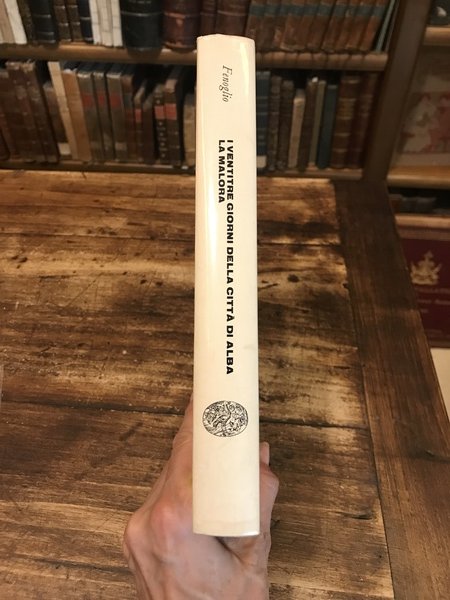 Fenoglio
I VENTITRE GIORNI DELLA CITTÀ DI ALBA
LA MALORA